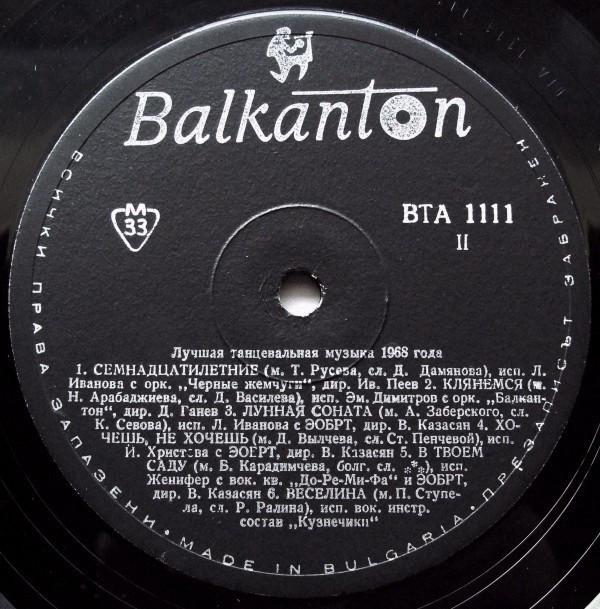 Balkanton
М
33
ВТА 1111
II
Лучшая танцевальная музыка 1968 года
1. СЕМНАДЦАТИЛЕТНИЕ (м. Т. Русева, сл. Д. Дамянова), исп. Л.
Иванова с орк. „Черные жемчуги“, дир. Ив. Пеев 2. КЛЯНЕМСЯ (м.
Н. Арабаджиева, сл. Д. Василева), исп. Эм. Димитров с орк. „Балкан-
тон“, дир. Д. Ганев 3. ЛУННАЯ СОНАТА (м. А. Заберского, сл.
К. Севова), исп. Л. Иванова с ЭОБРТ, дир. В. Казасян 4. ХО-
ЧЕШЬ, НЕ ХОЧЕШЬ (м. Д. Вылчева, сл. Ст. Пенчевой), исп.
Й. Христова с ЭОБРТ, дир. В. Казасян 5. В ТВОЕМ
САДУ (м. Б. Карадимчева, болг. сл. ***), исп.
Женифер с вок. кв. „До-Ре-Ми-Фа“ и ЭОБРТ,
дир. В. Казасян 6. ВЕСЕЛИНА (м. П. Ступе-
ла, сл. Р. Ралина), исп. вок. инстр.
состав „Кузнечики“
ВСИЧКИ ПРАВА ЗАПАЗЕНИ • MADE IN BULGARIA • ПРЕЗАПИСЪТ ЗАБРАНЕН